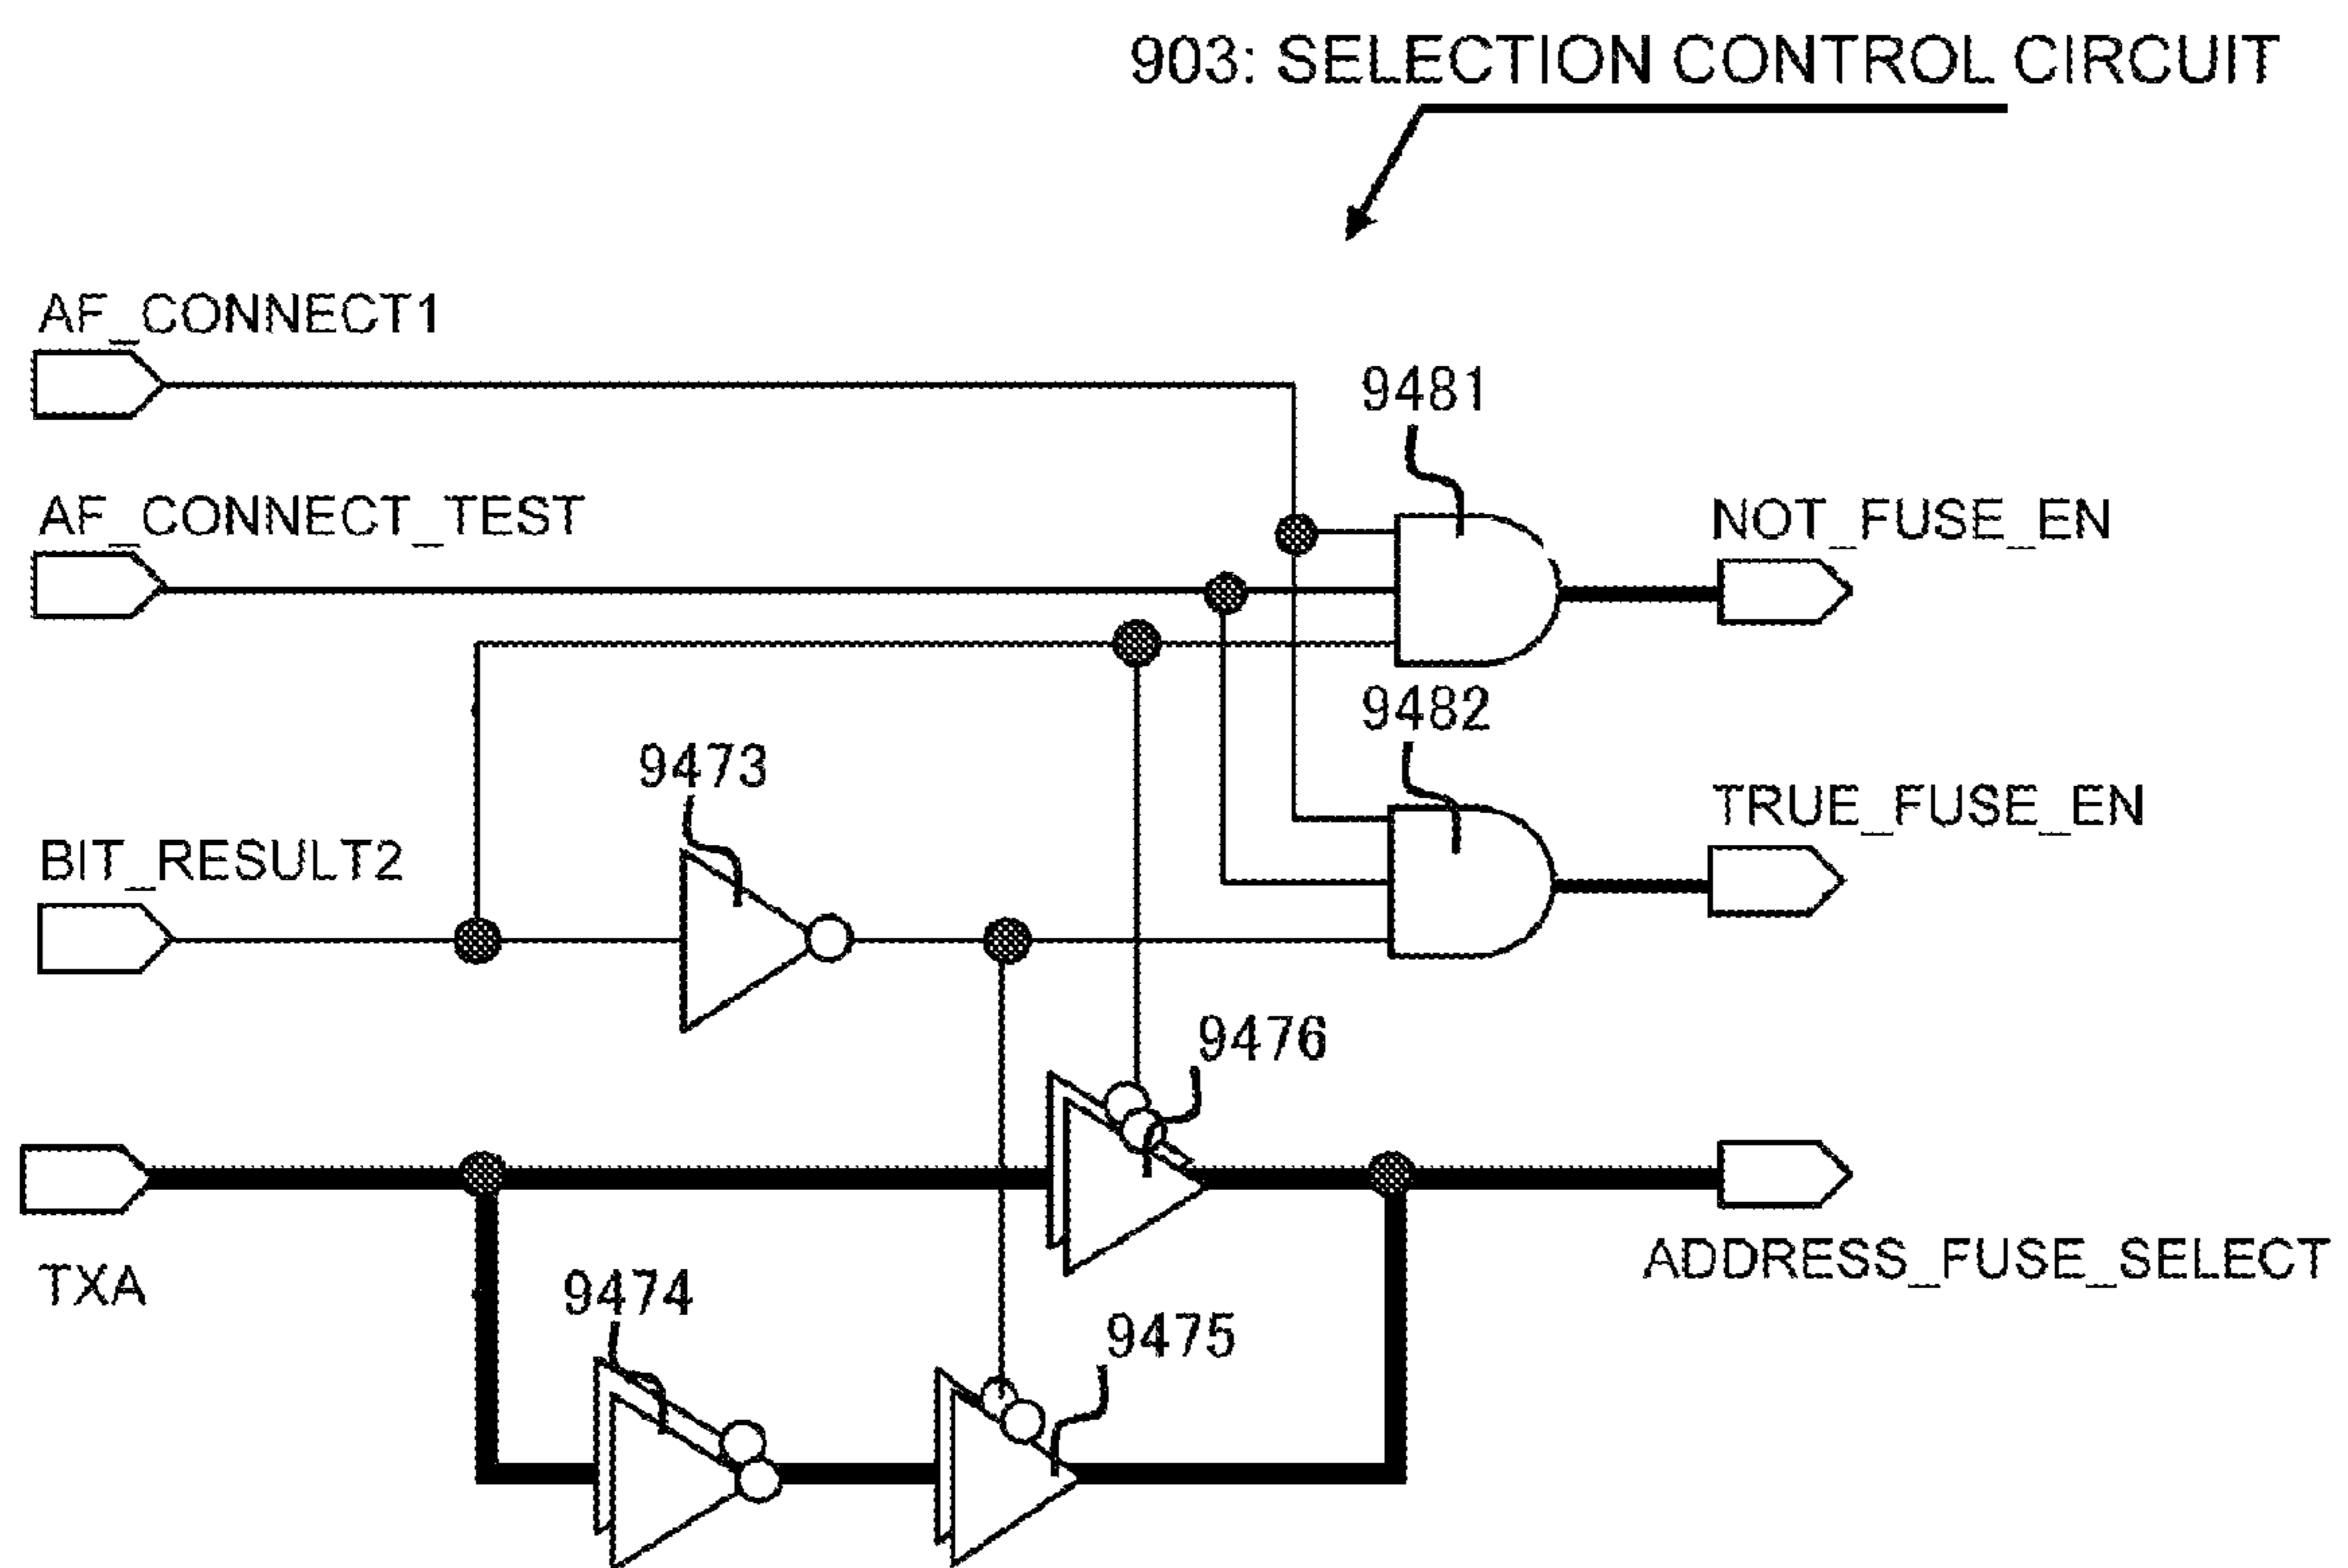 903: SELECTION CONTROL CIRCUIT
AF_CONNECT1
9481
AF_CONNECT_TEST
NOT_FUSE_EN
9482
9473
TRUE_FUSE_EN
BIT_RESULT2
9476
TXA
ADDRESS_FUSE_SELECT
9474
9475